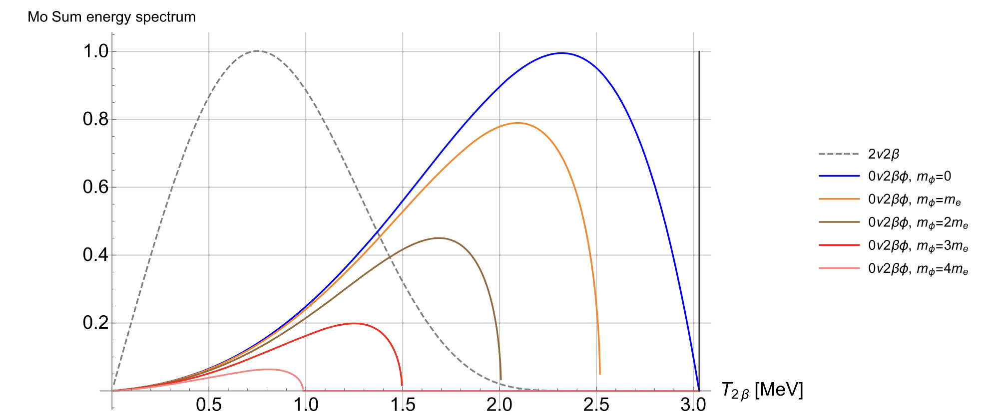 Mo Sum energy spectrum
1.0
0.8
0.6
0.4
0.2
0.5 1.0 1.5 2.0 2.5 3.0
T2β [MeV]
2ν2β
0ν2βϕ, mϕ=0
0ν2βϕ, mϕ=me
0ν2βϕ, mϕ=2me
0ν2βϕ, mϕ=3me
0ν2βϕ, mϕ=4me